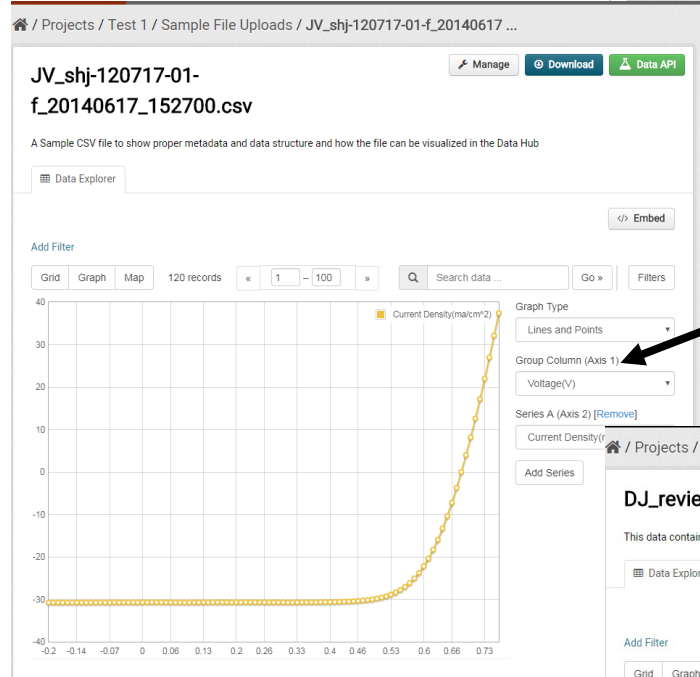 / Projects / Test 1 / Sample File Uploads / JV_shj-120717-01-f_20140617 ...
JV_shj-120717-01-
f_20140617_152700.csv
Manage
Download
Data API
A Sample CSV file to show proper metadata and data structure and how the file can be visualized in the Data Hub
Data Explorer
</> Embed
Add Filter
Grid Graph Map 120 records « 1 – 100 » Search data ... Go » Filters
Current Density(ma/cm^2)
40
30
20
10
0
-10
-20
-30
-40
-0.2 -0.14 -0.07 0 0.06 0.13 0.2 0.26 0.33 0.4 0.46 0.53 0.6 0.66 0.73
Graph Type
Lines and Points
Group Column (Axis 1)
Voltage(V)
Series A (Axis 2) [Remove]
Current Density(
Add Series
/ Projects /
DJ_revie
This data contain
Data Explor
Add Filter
Grid Graph